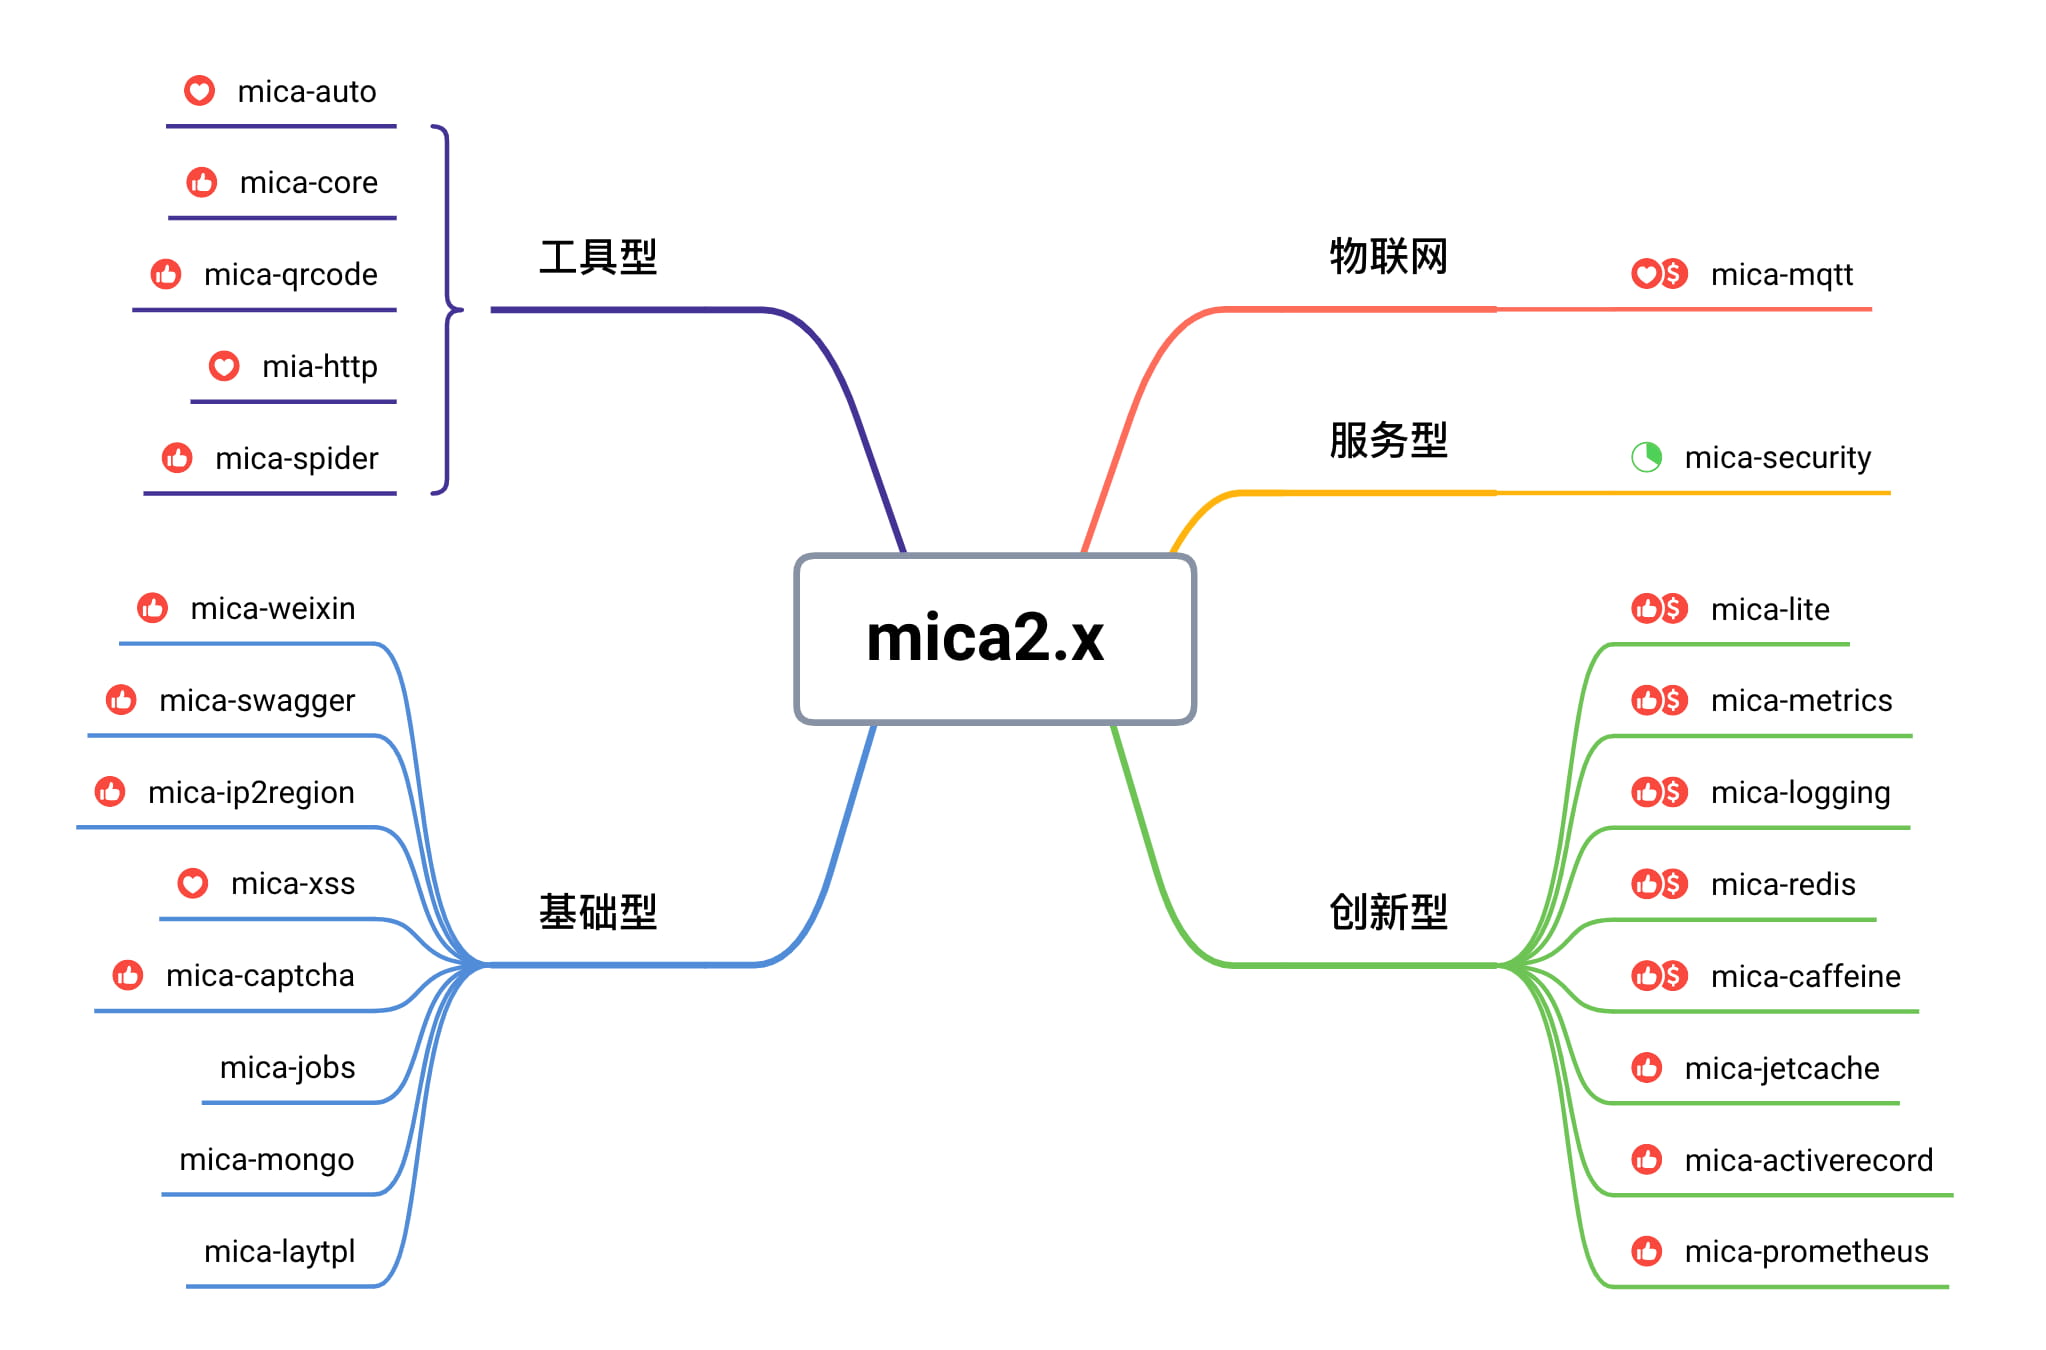 mica2.x
工具型
mica-auto
mica-core
mica-qrcode
mia-http
mica-spider
基础型
mica-weixin
mica-swagger
mica-ip2region
mica-xss
mica-captcha
mica-jobs
mica-mongo
mica-laytpl
物联网
mica-mqtt
服务型
mica-security
创新型
mica-lite
mica-metrics
mica-logging
mica-redis
mica-caffeine
mica-jetcache
mica-activerecord
mica-prometheus